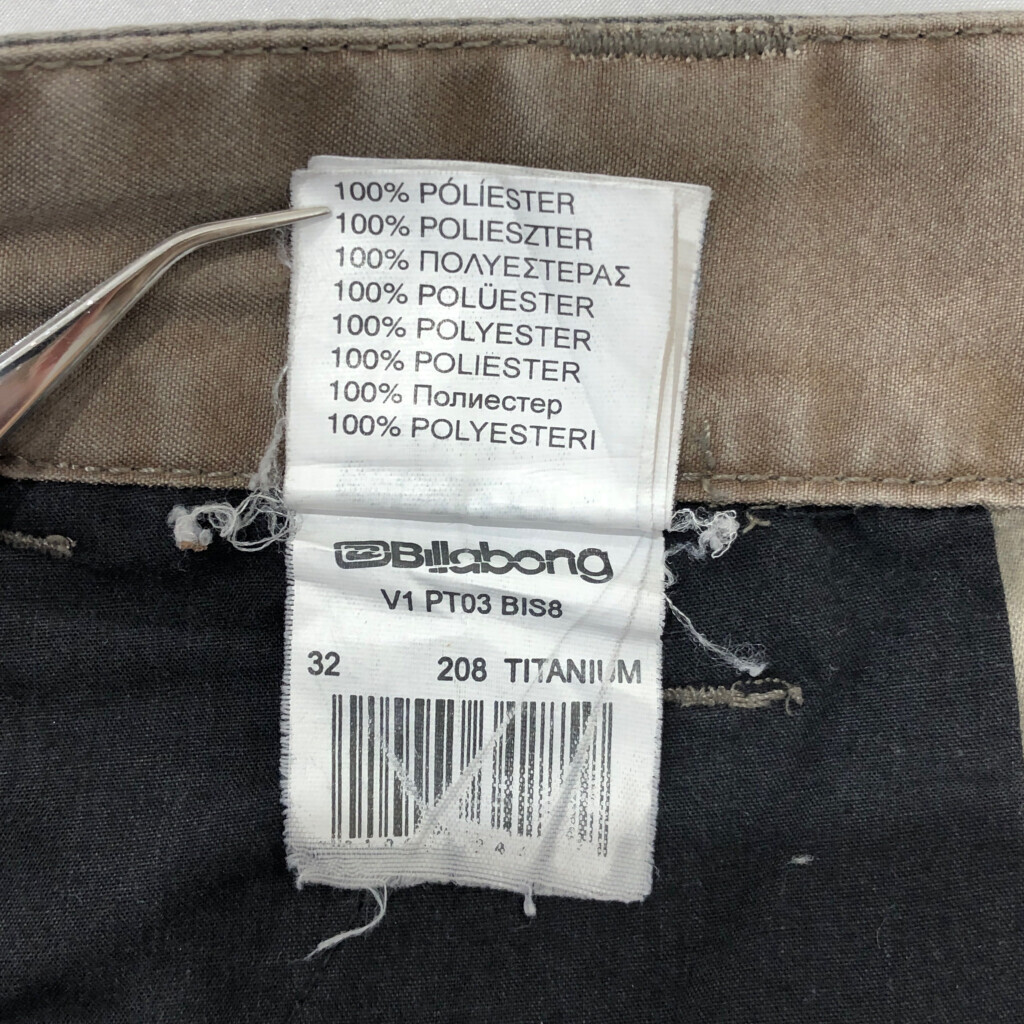 100% PÓLÍESTER
100% POLIESZTER
100% ΠΟΛΥΕΣΤΕΡΑΣ
100% POLÜESTER
100% POLYESTER
100% POLIESTER
100% Полиестер
100% POLYESTERI
Billabong
V1 PT03 BIS8
32 208 TITANIUM